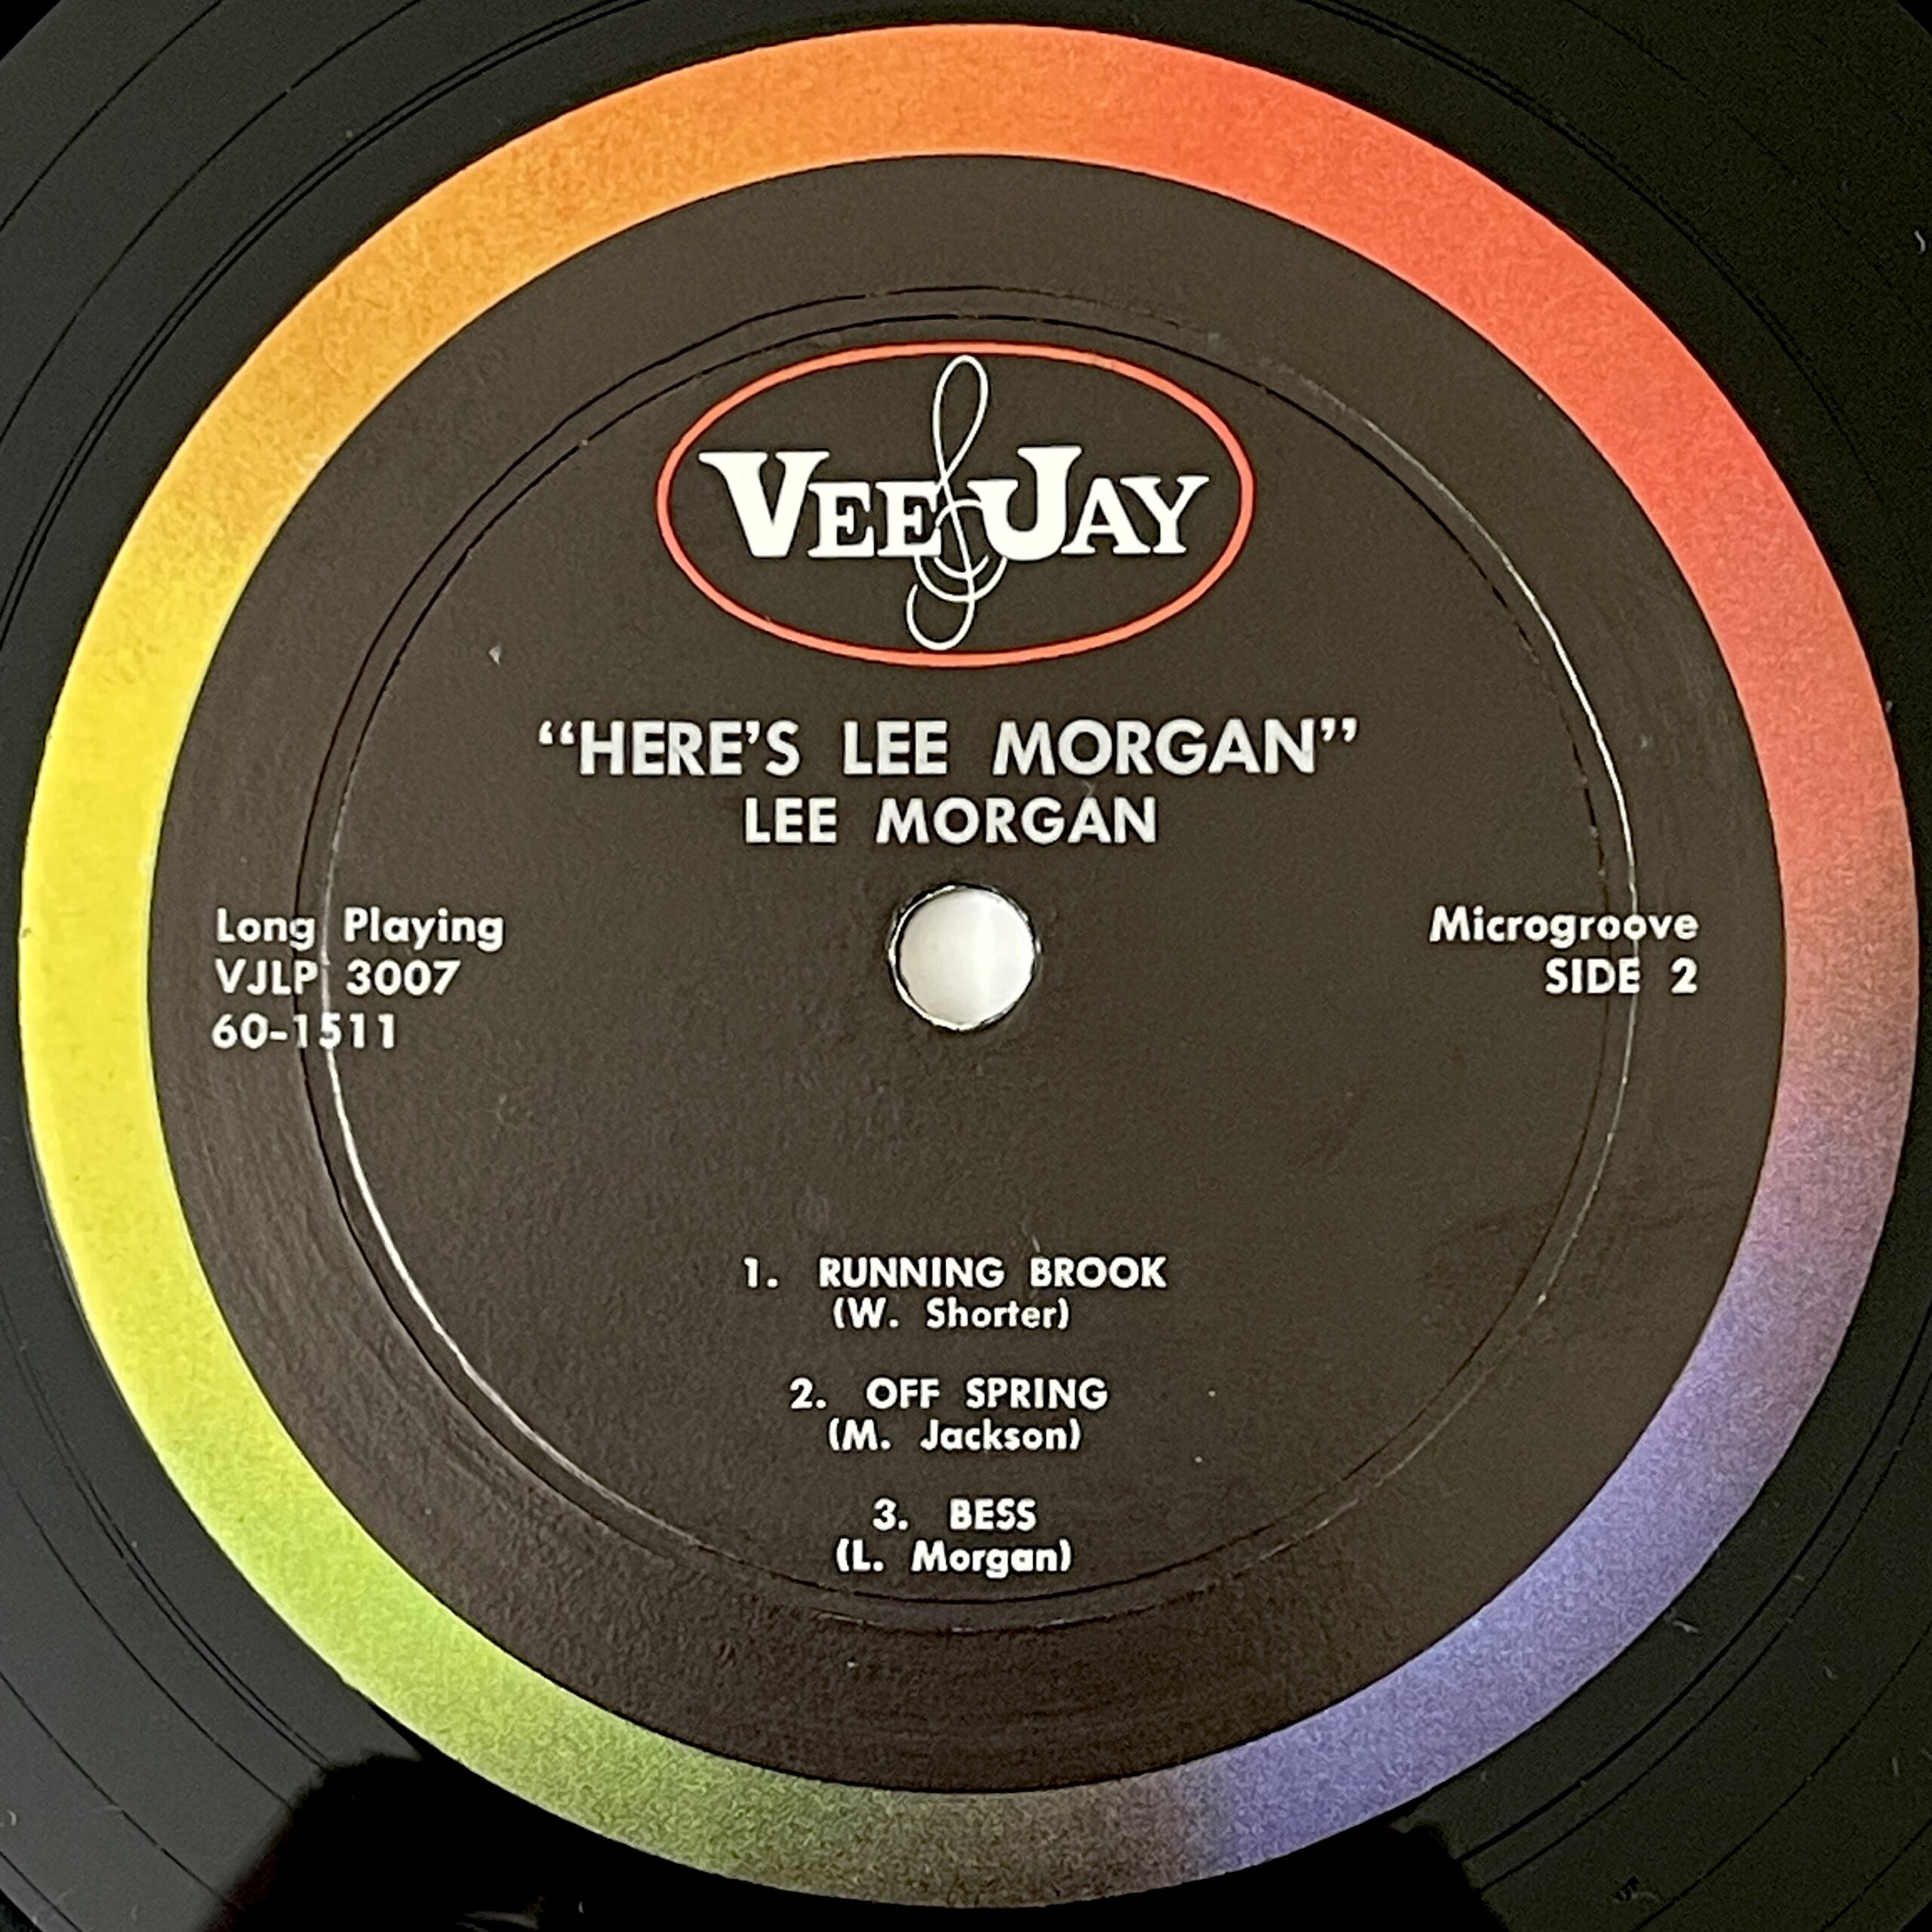 VEE JAY
“HERE’S LEE MORGAN”
LEE MORGAN
Long Playing
VJLP 3007
60-1511
Microgroove
SIDE 2
1. RUNNING BROOK
(W. Shorter)
2. OFF SPRING
(M. Jackson)
3. BESS
(L. Morgan)